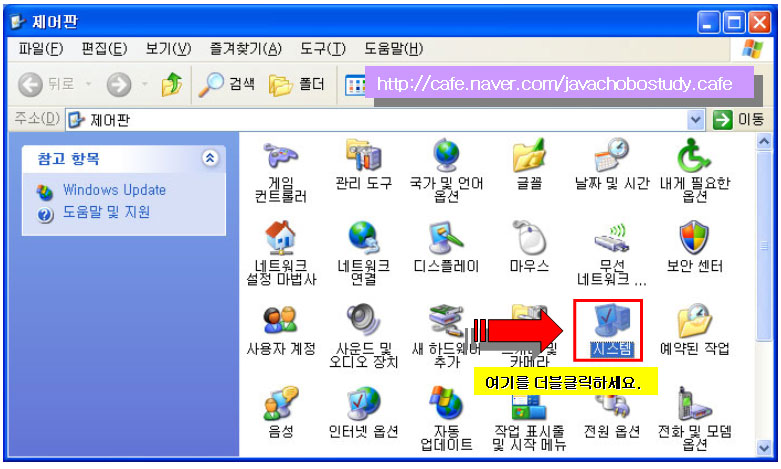 제어판
파일(F) 편집(E) 보기(V) 즐겨찾기(A) 도구(T) 도움말(H)
뒤로 검색 폴더
http://cafe.naver.com/javachobostudy.cafe
주소(D) 제어판 이동
참고 항목
Windows Update
도움말 및 지원
게임
컨트롤러
관리 도구
국가 및 언어
옵션
글꼴
날짜 및 시간
내게 필요한
옵션
네트워크
설정 마법사
네트워크
연결
디스플레이
마우스
무선
네트워크 ...
보안 센터
사용자 계정
사운드 및
오디오 장치
새 하드웨어
추가
및
카메라
시스템
예약된 작업
여기를 더블클릭하세요.
음성
인터넷 옵션
자동
업데이트
작업 표시줄
및 시작 메뉴
전원 옵션
전화 및 모뎀
옵션